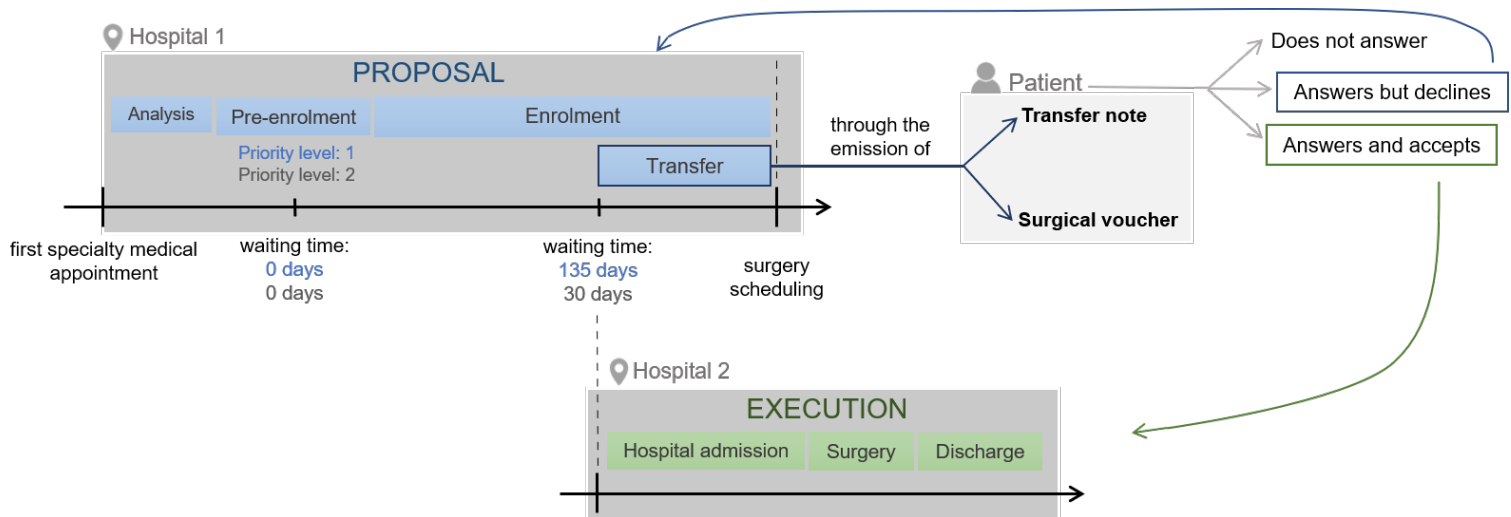 Hospital 1
PROPOSAL
Analysis
Pre-enrolment
Enrolment
Priority level: 1
Priority level: 2
Transfer
first specialty medical
appointment
waiting time:
0 days
0 days
waiting time:
135 days
30 days
surgery
scheduling
through the
emission of
Patient
Transfer note
Surgical voucher
Does not answer
Answers but declines
Answers and accepts
Hospital 2
EXECUTION
Hospital admission
Surgery
Discharge